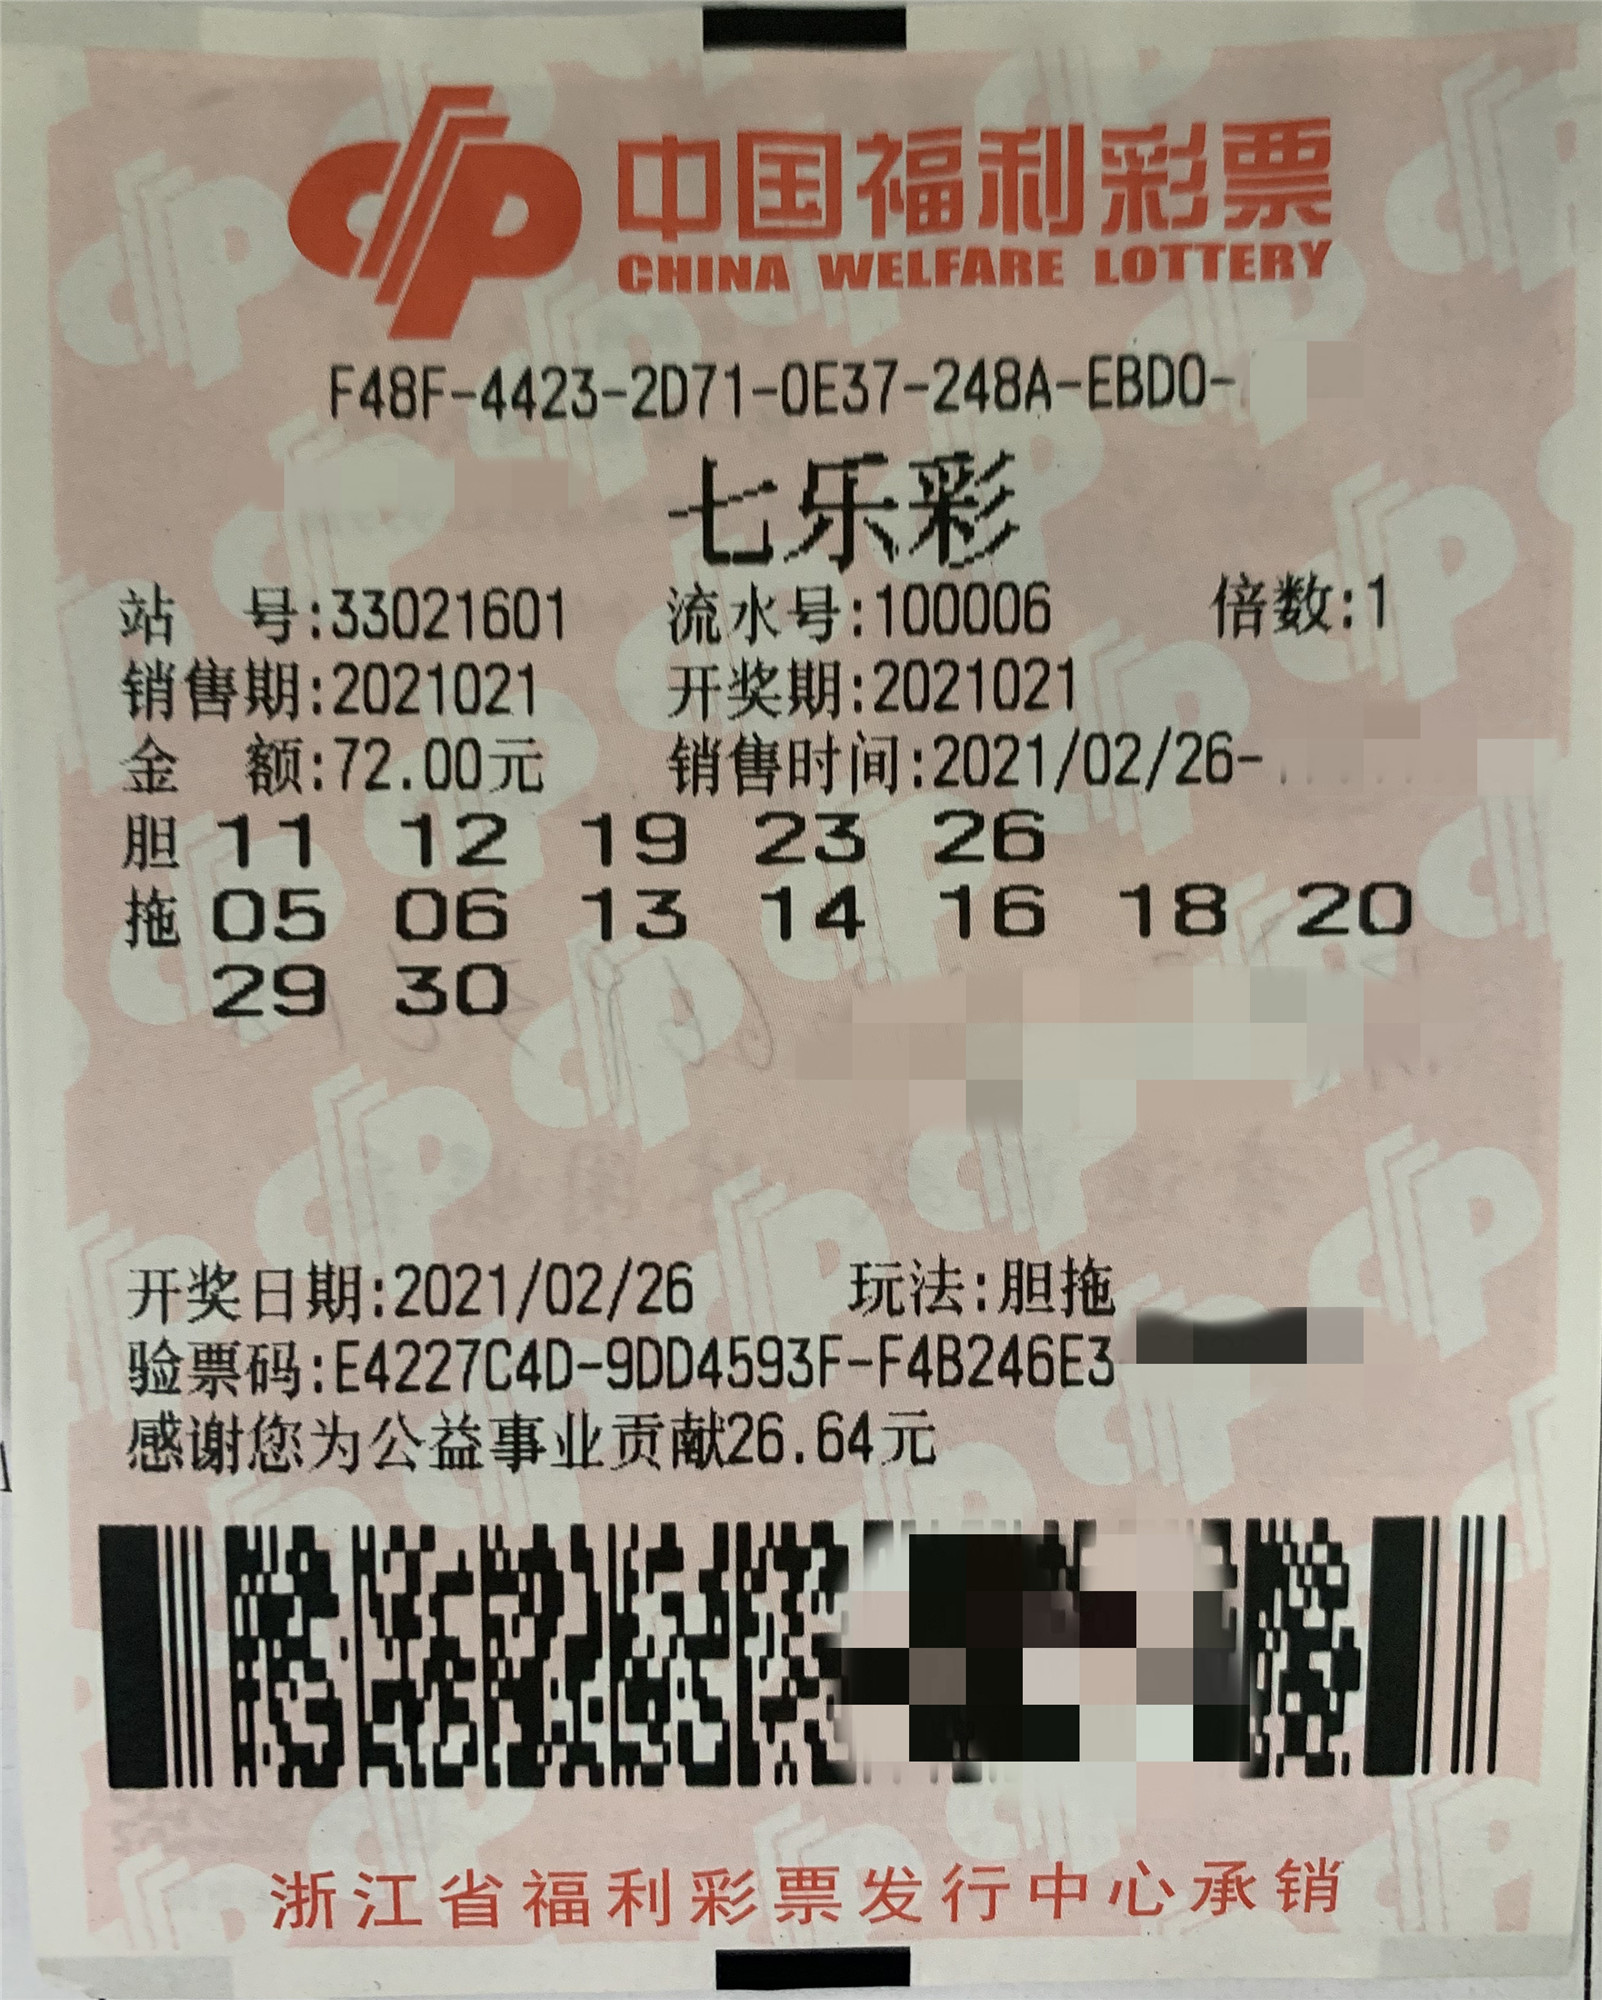 中国福利彩票
CHINA WELFARE LOTTERY
F48F-4423-2D71-0E37-248A-EBD0-
七乐彩
站 号:33021601 流水号:100006 倍数:1
销售期:2021021 开奖期:2021021
金 额:72.00元 销售时间:2021/02/26-
胆 11 12 19 23 26
拖 05 06 13 14 16 18 20
29 30
开奖日期:2021/02/26 玩法:胆拖
验票码:E4227C4D-9DD4593F-F4B246E3
感谢您为公益事业贡献26.64元
浙江省福利彩票发行中心承销